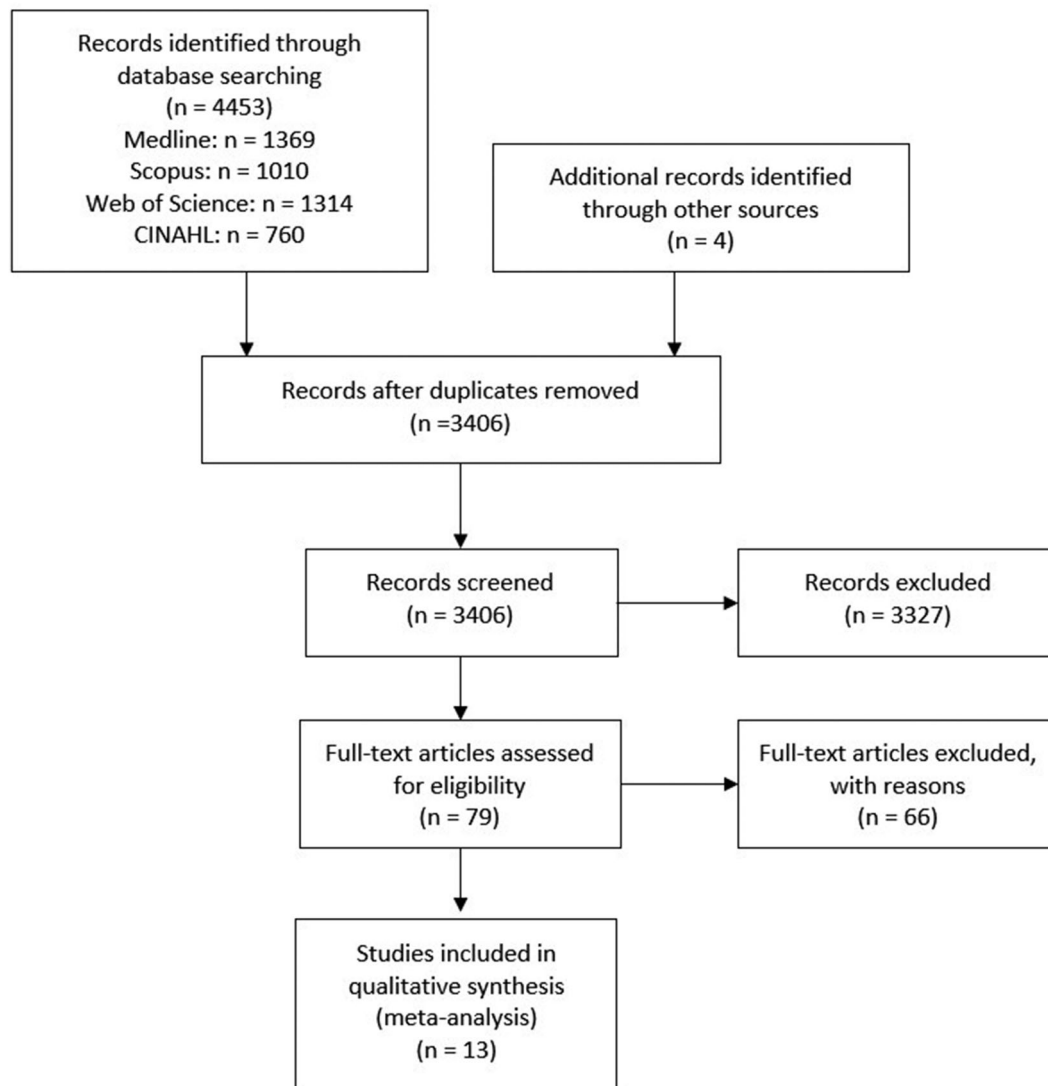 Records identified through
database searching
(n = 4453)
Medline: n = 1369
Scopus: n = 1010
Web of Science: n = 1314
CINAHL: n = 760
Additional records identified
through other sources
(n = 4)
Records after duplicates removed
(n =3406)
Records screened
(n = 3406)
Records excluded
(n = 3327)
Full-text articles assessed
for eligibility
(n = 79)
Full-text articles excluded,
with reasons
(n = 66)
Studies included in
qualitative synthesis
(meta-analysis)
(n = 13)